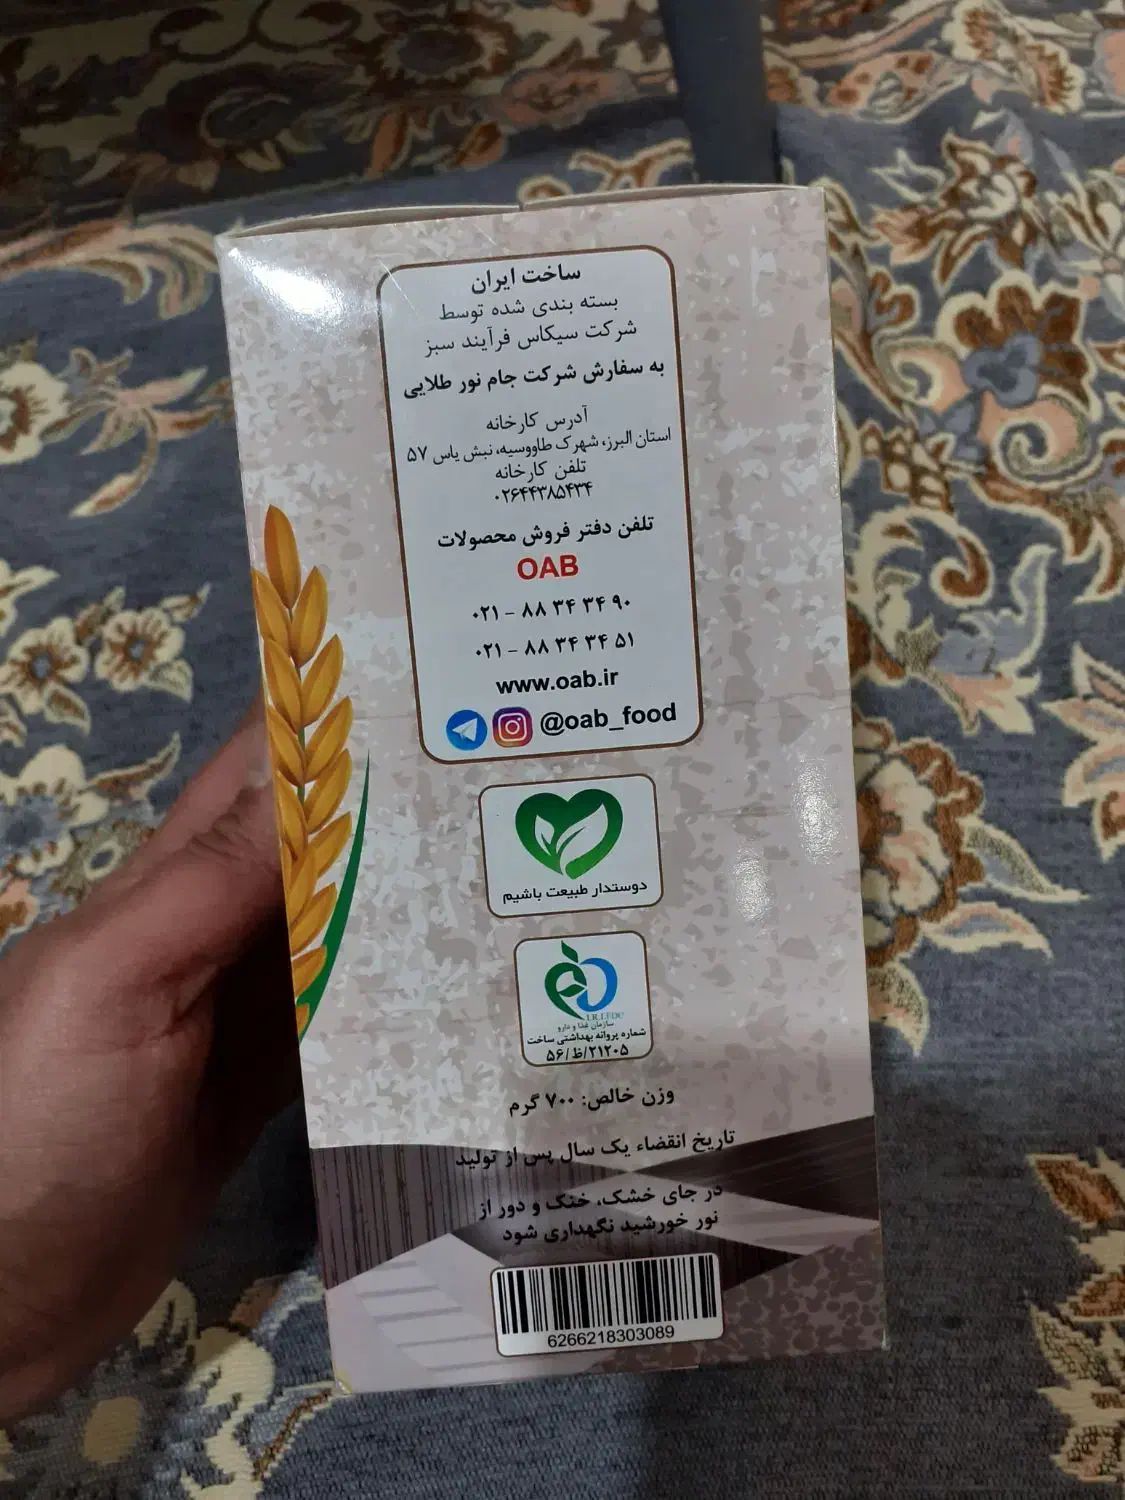 ساخت ایران
بسته بندی شده توسط
شرکت سیکاس فرآیند سبز
به سفارش شرکت جام نور طلایی
آدرس کارخانه
استان البرز، شهرک طاووسیه، نبش یاس ۵۷
تلفن کارخانه
۰۲۶۴۴۳۸۵۴۳۴
تلفن دفتر فروش محصولات
OAB
۰۲۱ - ۸۸ ۳۴ ۳۴ ۹۰
۰۲۱ - ۸۸ ۳۴ ۳۴ ۵۱
www.oab.ir
@oab_food
دوستدار طبیعت باشیم
I.R.I.FDO
سازمان غذا و دارو
شماره پروانه بهداشتی ساخت
۵۶/ظ/۲۱۲۰۵
وزن خالص: ۷۰۰ گرم
تاریخ انقضاء یک سال پس از تولید
در جای خشک، خنک و دور از
نور خورشید نگهداری شود
6266218303089